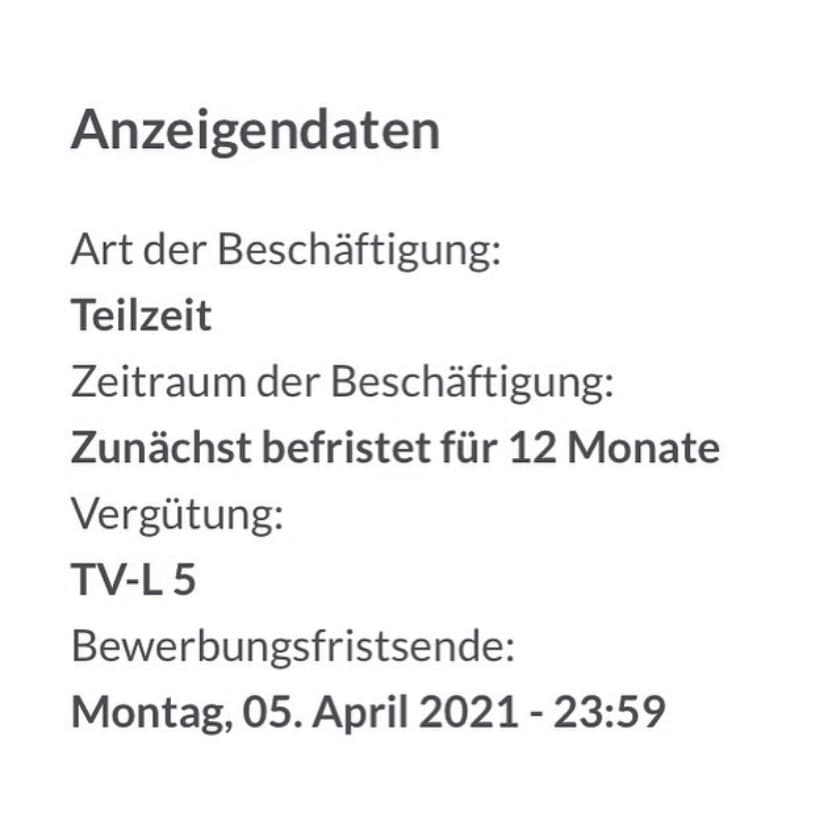 Anzeigendaten
Art der Beschäftigung:
Teilzeit
Zeitraum der Beschäftigung:
Zunächst befristet für 12 Monate
Vergütung:
TV-L 5
Bewerbungsfristsende:
Montag, 05. April 2021 - 23:59